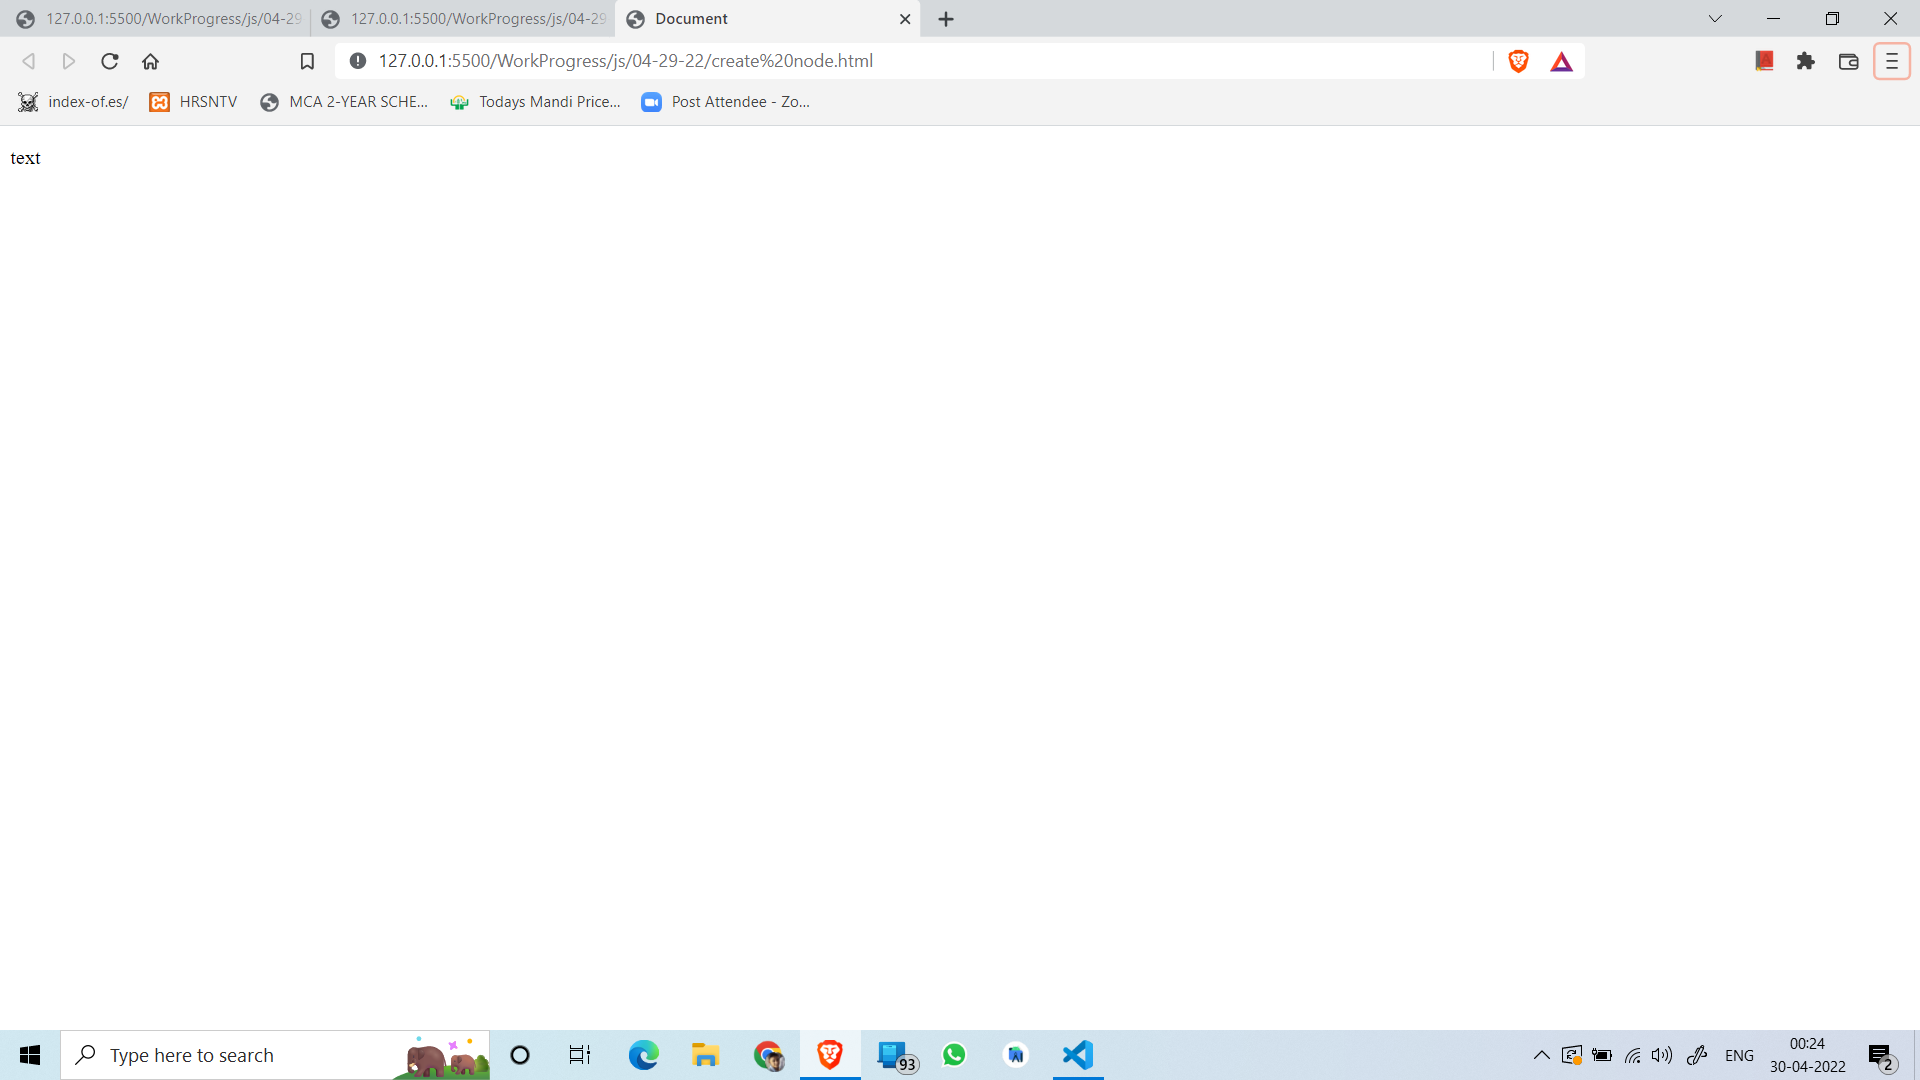 127.0.0.1:5500/WorkProgress/js/04-29
127.0.0.1:5500/WorkProgress/js/04-29
Document
127.0.0.1:5500/WorkProgress/js/04-29-22/create%20node.html
index-of.es/
HRSNTV
MCA 2-YEAR SCHE...
Todays Mandi Price...
Post Attendee - Zo...
text
Type here to search
93
ENG
00:24
30-04-2022
2